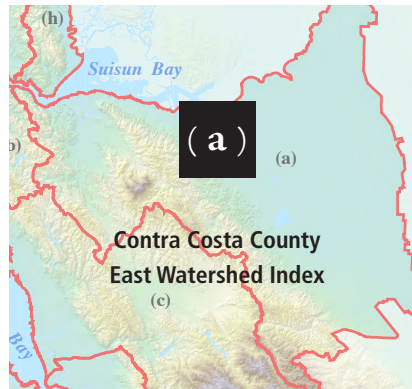 (h)
Suisun Bay
(a)
(a)
b)
Contra Costa County
East Watershed Index
(c)
Bay